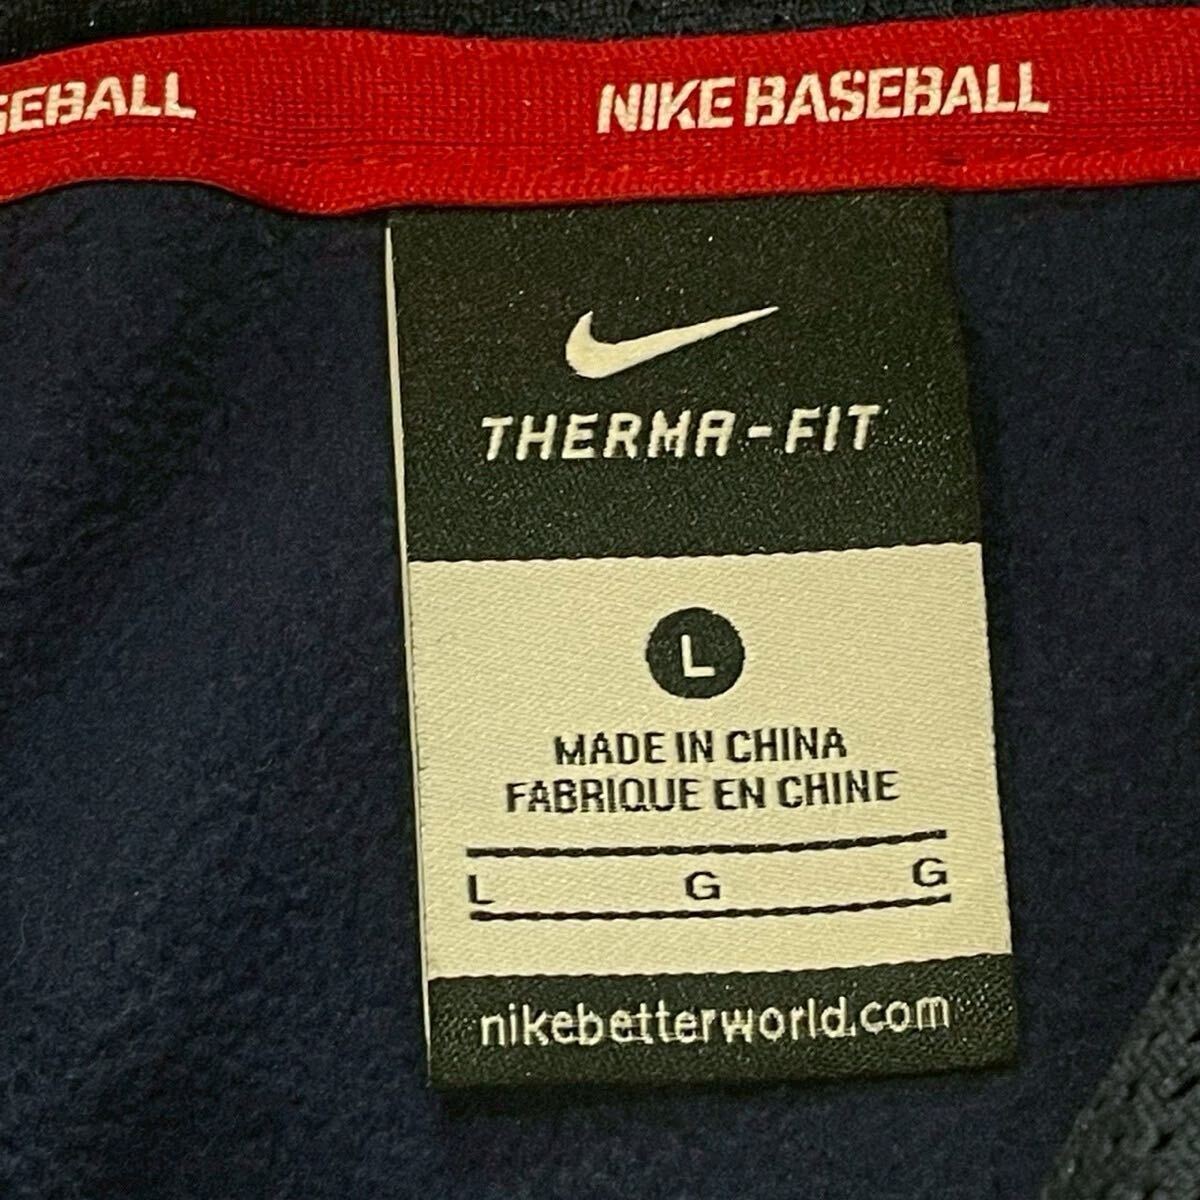 SEBALL NIKE BASEBALL
THERMA-FIT
L
MADE IN CHINA
FABRIQUE EN CHINE
L G G
nikebetterworld.com